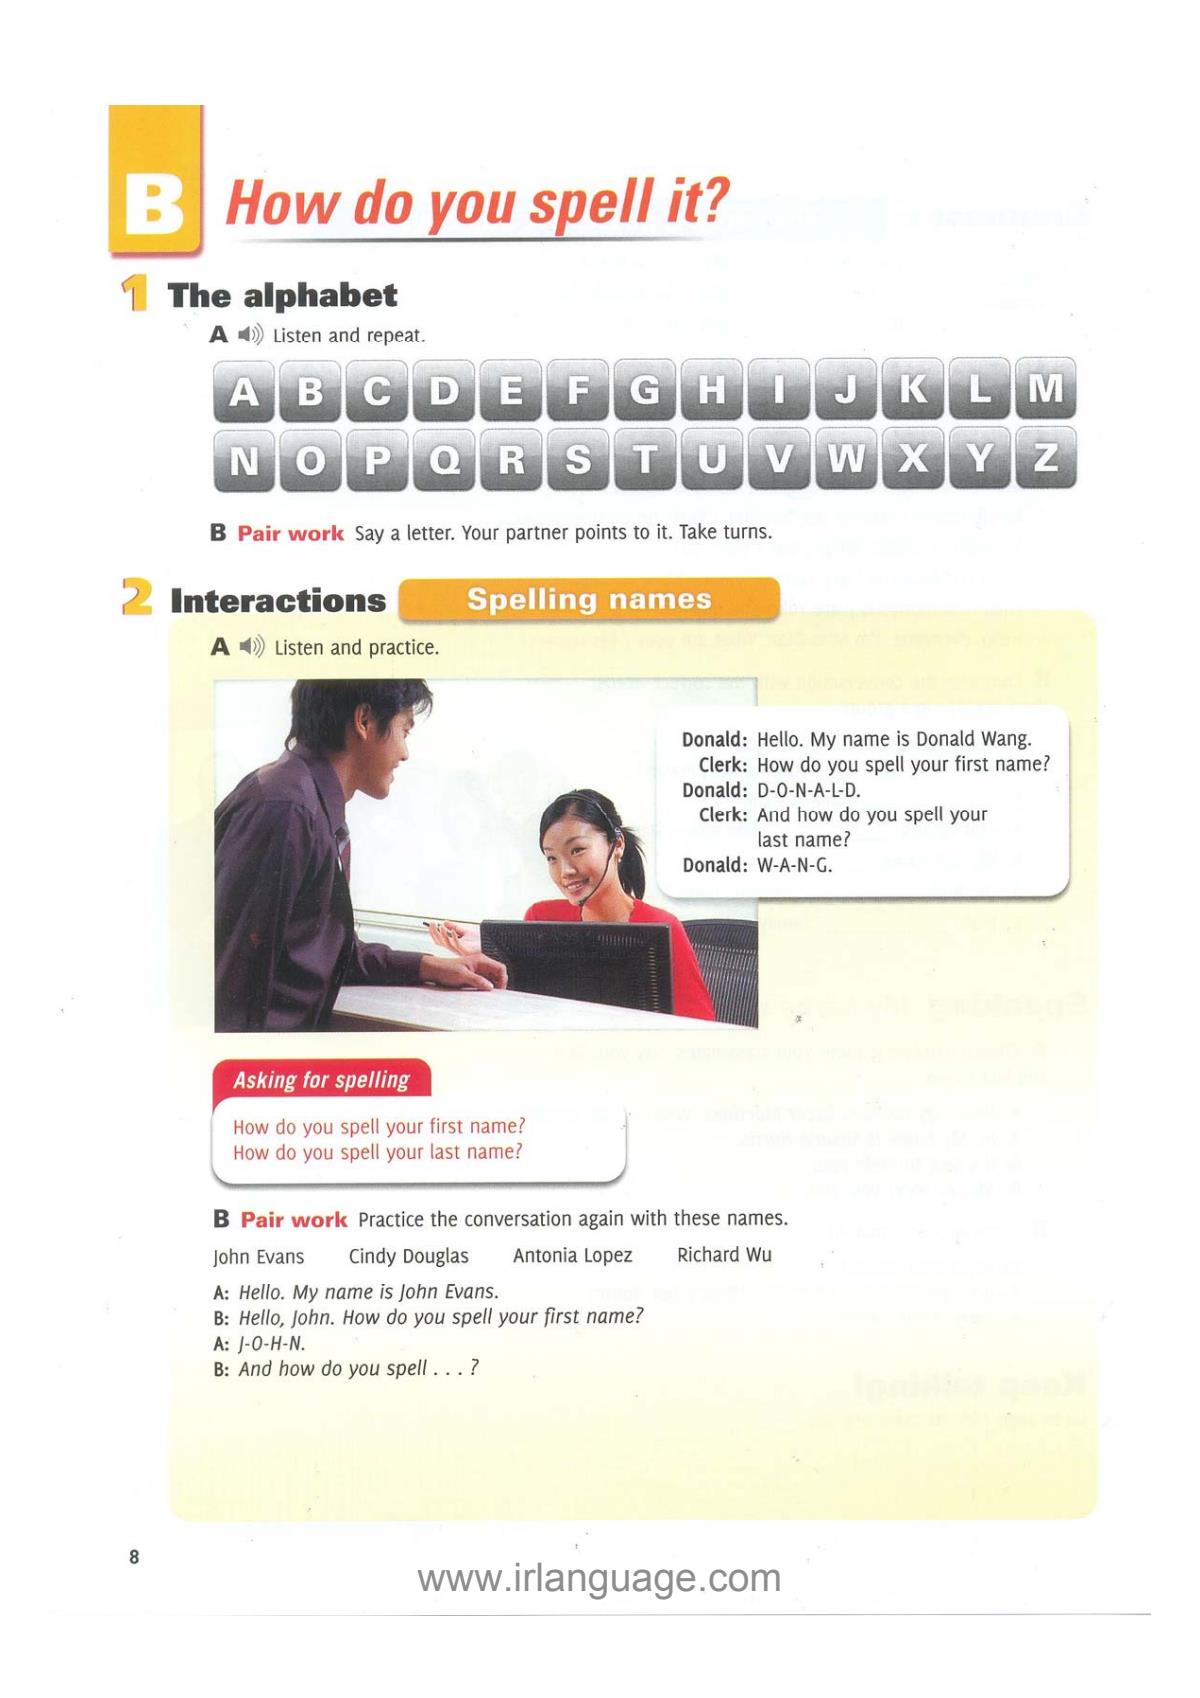 B How do you spell it?
1 The alphabet
A Listen and repeat.
A B C D E F G H I J K L M
N O P Q R S T U V W X Y Z
B Pair work Say a letter. Your partner points to it. Take turns.
2 Interactions Spelling names
A Listen and practice.
Donald: Hello. My name is Donald Wang.
Clerk: How do you spell your first name?
Donald: D-O-N-A-L-D.
Clerk: And how do you spell your
last name?
Donald: W-A-N-G.
Asking for spelling
How do you spell your first name?
How do you spell your last name?
B Pair work Practice the conversation again with these names.
John Evans Cindy Douglas Antonia Lopez Richard Wu
A: Hello. My name is John Evans.
B: Hello, John. How do you spell your first name?
A: J-O-H-N.
B: And how do you spell . . . ?
8
www.irlanguage.com